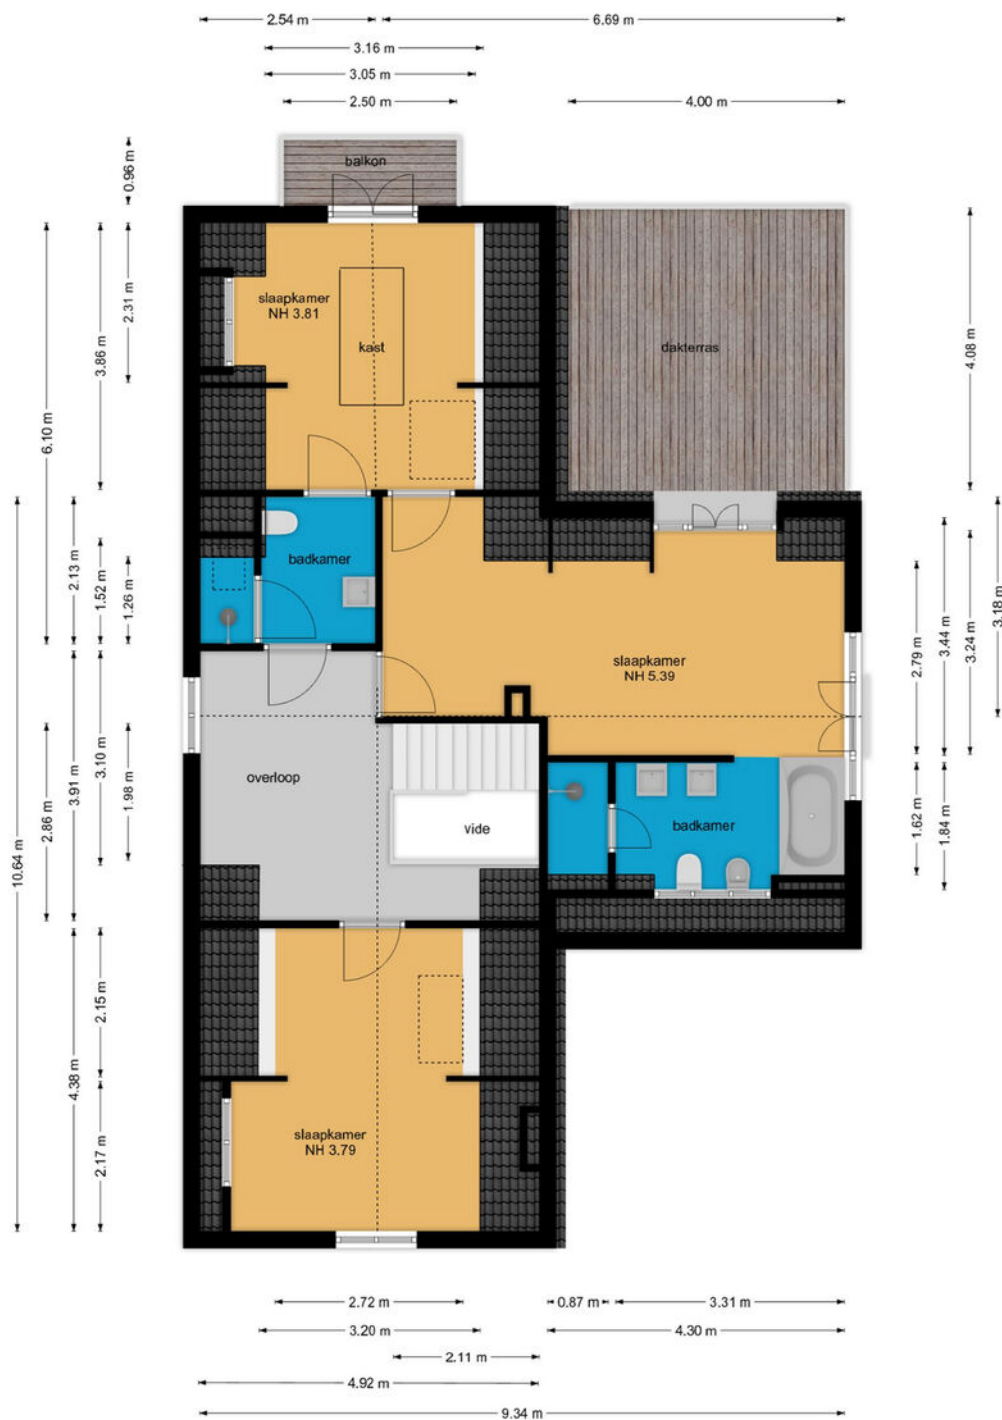 2.54 m
6.69 m
3.16 m
3.05 m
2.50 m
4.00 m
balkon
0.96 m
slaapkamer
NH 3.81
kast
dakterras
2.31 m
3.86 m
6.10 m
4.08 m
badkamer
2.13 m
1.52 m
1.26 m
slaapkamer
NH 5.39
2.79 m
3.44 m
3.24 m
3.18 m
overloop
vide
badkamer
10.64 m
2.86 m
3.91 m
3.10 m
1.98 m
1.62 m
1.84 m
slaapkamer
NH 3.79
4.38 m
2.15 m
2.17 m
2.72 m
0.87 m
3.31 m
3.20 m
4.30 m
2.11 m
4.92 m
9.34 m